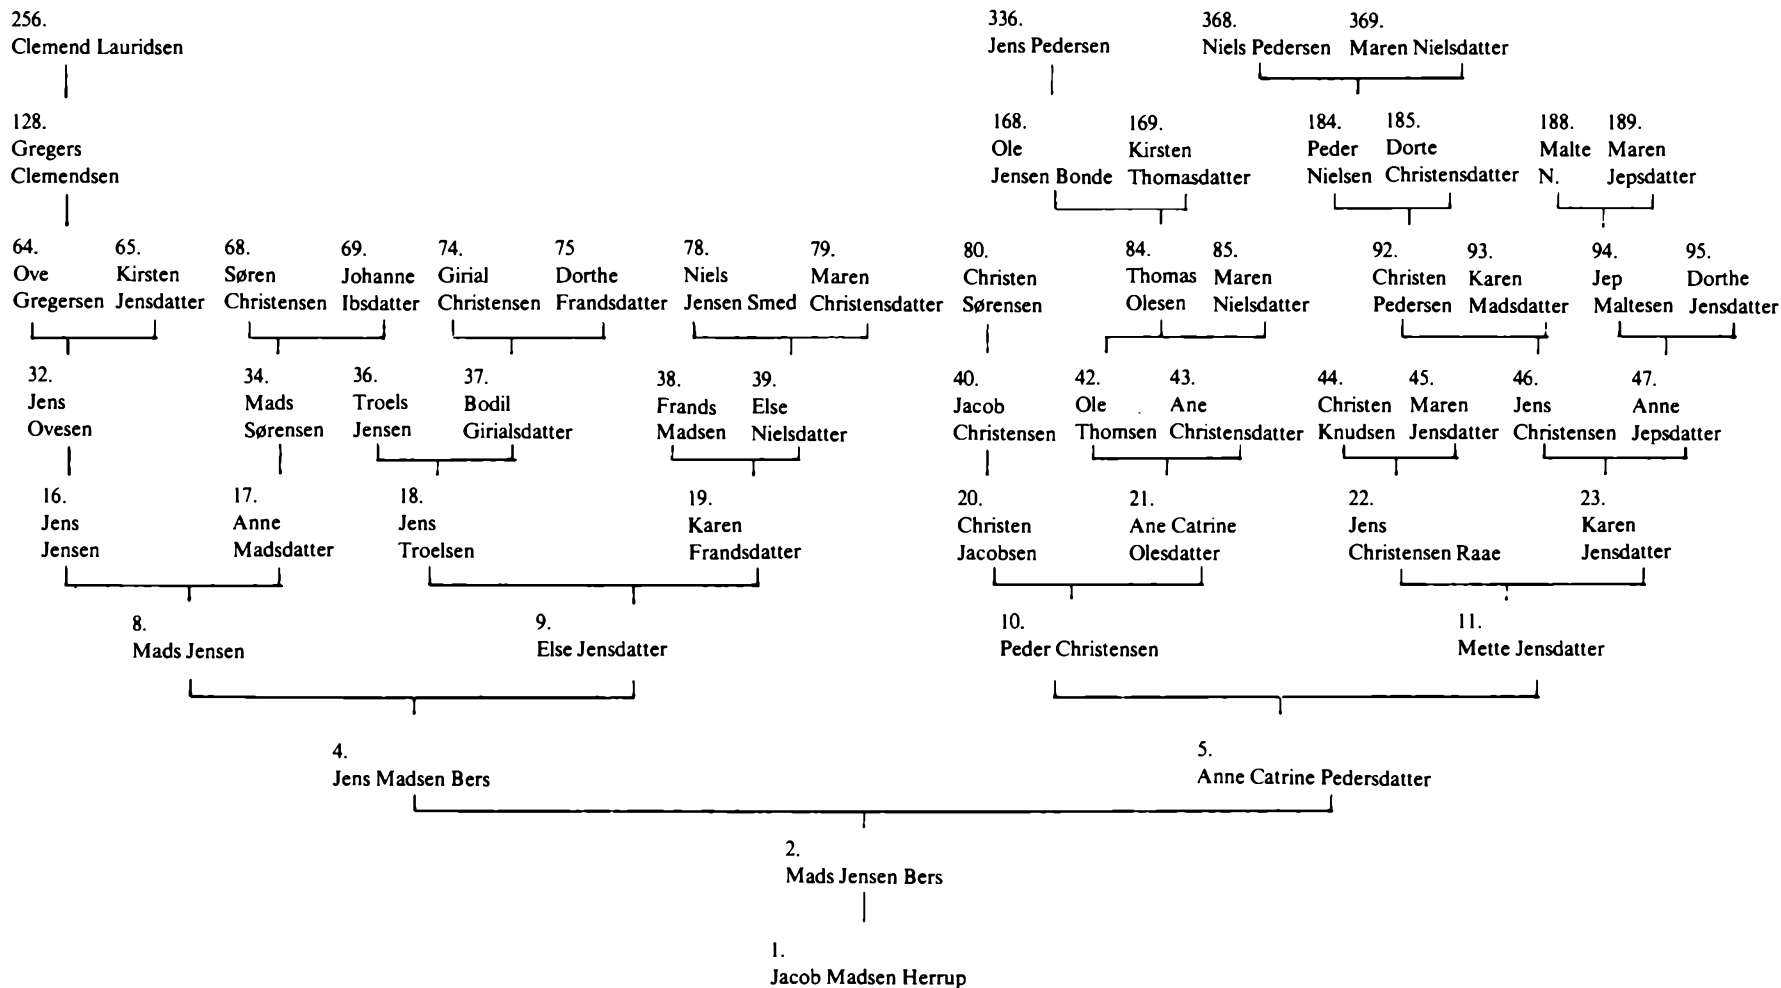 256.
Clemend Lauridsen
336.
Jens Pedersen
368.
Niels Pedersen
369.
Maren Nielsdatter
128.
Gregers
Clemendsen
168.
Ole
Jensen Bonde
169.
Kirsten
Thomasdatter
184.
Peder
Nielsen
185.
Dorte
Christensdatter
188.
Malte
N.
189.
Maren
Jepsdatter
64.
Ove
Gregersen
65.
Kirsten
Jensdatter
68.
Søren
Christensen
69.
Johanne
Ibsdatter
74.
Girial
Christensen
75
Dorthe
Frandsdatter
78.
Niels
Jensen Smed
79.
Maren
Christensdatter
80.
Christen
Sørensen
84.
Thomas
Olesen
85.
Maren
Nielsdatter
92.
Christen
Pedersen
93.
Karen
Madsdatter
94.
Jep
Maltesen
95.
Dorthe
Jensdatter
32.
Jens
Ovesen
34.
Mads
Sørensen
36.
Troels
Jensen
37.
Bodil
Girialsdatter
38.
Frands
Madsen
39.
Else
Nielsdatter
40.
Jacob
Christensen
42.
Ole
Thomsen
43.
Ane
Christensdatter
44.
Christen
Knudsen
45.
Maren
Jensdatter
46.
Jens
Christensen
47.
Anne
Jepsdatter
16.
Jens
Jensen
17.
Anne
Madsdatter
18.
Jens
Troelsen
19.
Karen
Frandsdatter
20.
Christen
Jacobsen
21.
Ane Catrine
Olesdatter
22.
Jens
Christensen Raae
23.
Karen
Jensdatter
8.
Mads Jensen
9.
Else Jensdatter
10.
Peder Christensen
11.
Mette Jensdatter
4.
Jens Madsen Bers
5.
Anne Catrine Pedersdatter
2.
Mads Jensen Bers
1.
Jacob Madsen Herrup